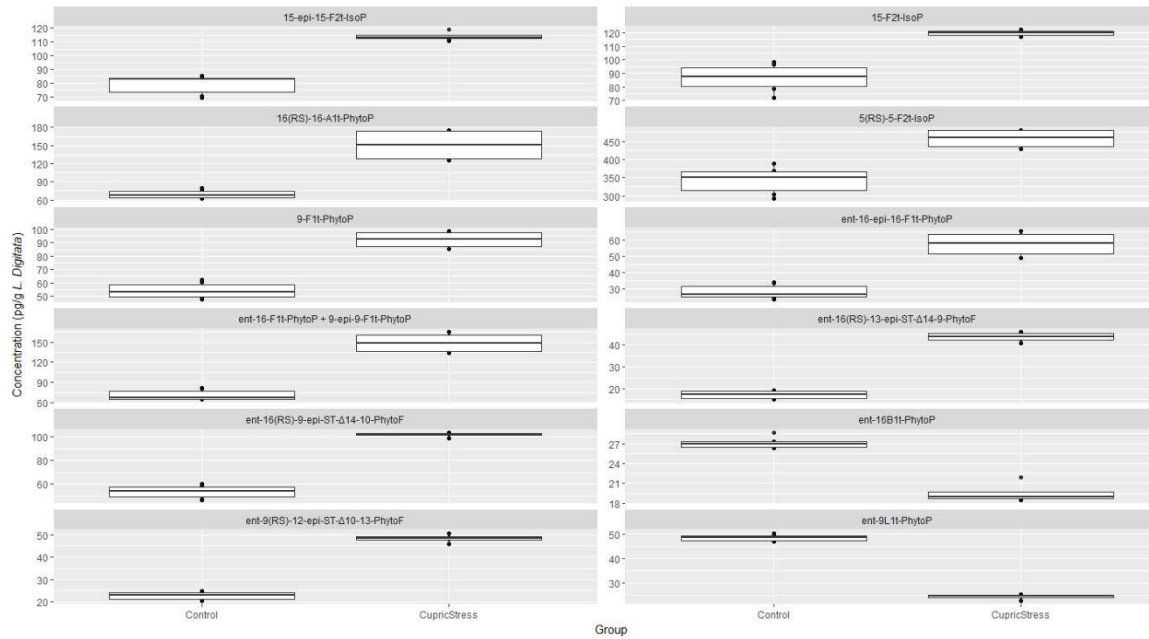 15-epi-15-F2t-IsoP
15-F2t-IsoP
120
110
100
90
80
70
120
110
100
90
80
70
16(RS)-16-A1t-PhytoP
5(RS)-5-F2t-IsoP
180
150
120
90
60
450
400
350
300
9-F1t-PhytoP
ent-16-epi-16-F1t-PhytoP
100
90
80
70
60
50
60
50
40
30
ent-16-F1t-PhytoP + 9-epi-9-F1t-PhytoP
ent-16(RS)-13-epi-ST-Δ14-9-PhytoF
150
120
90
60
40
30
20
ent-16(RS)-9-epi-ST-Δ14-10-PhytoF
ent-16B1t-PhytoP
100
80
60
27
24
21
18
ent-9(RS)-12-epi-ST-Δ10-13-PhytoF
ent-9L1t-PhytoP
50
40
30
20
50
40
30
Control
CupricStress
Control
CupricStress
Group
Concentration (pg/g L. Digitata)